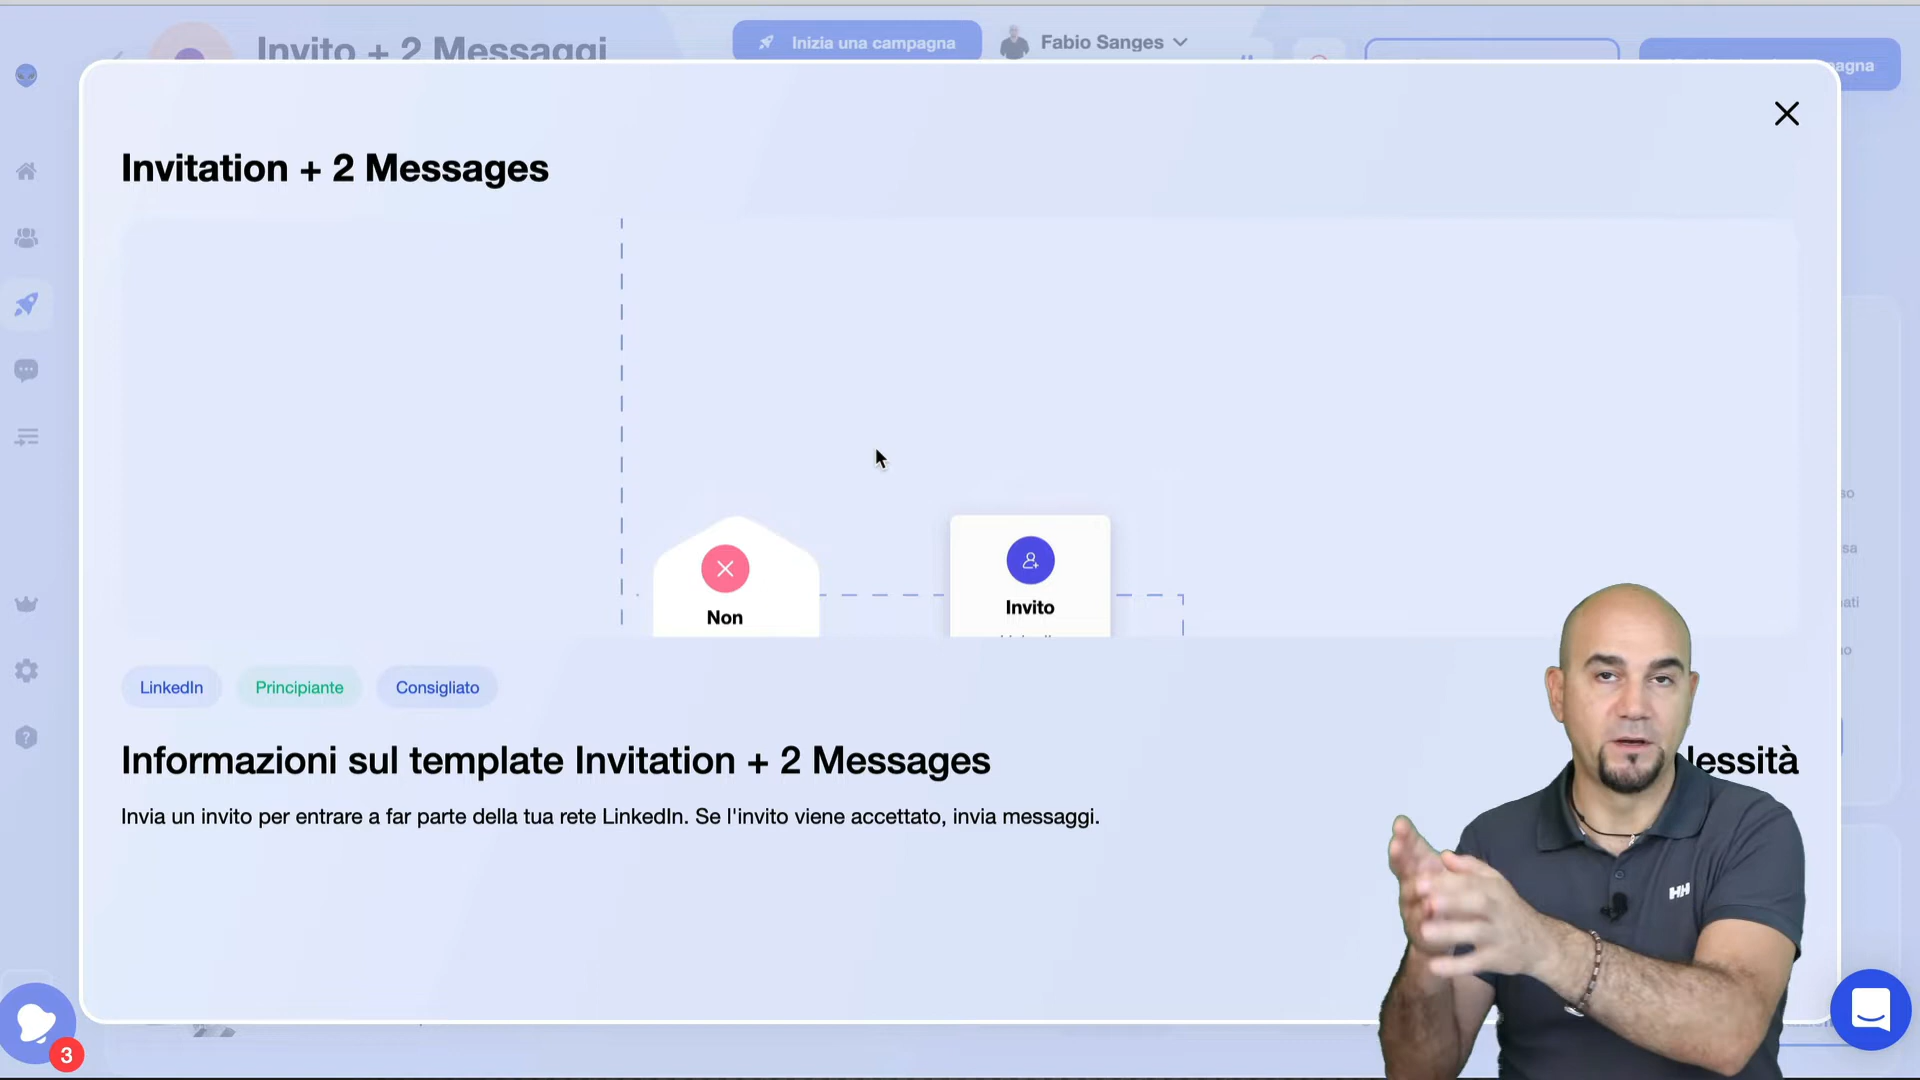 Invito + 2 Messaggi
Inizia una campagna
Fabio Sanges
Invitation + 2 Messages
Non
Invito
LinkedIn
Principiante
Consigliato
Informazioni sul template Invitation + 2 Messages
Invia un invito per entrare a far parte della tua rete LinkedIn. Se l'invito viene accettato, invia messaggi.
HH
3